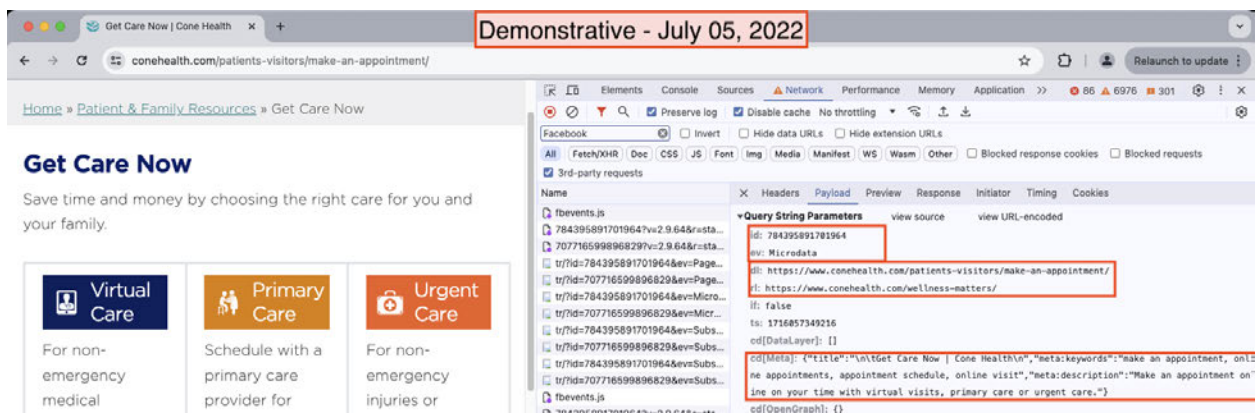 Get Care Now | Cone Health
Demonstrative - July 05, 2022
conehealth.com/patients-visitors/make-an-appointment/
Relaunch to update
Home » Patient & Family Resources » Get Care Now
Get Care Now
Save time and money by choosing the right care for you and
your family.
Virtual
Care
For non-
emergency
medical
Primary
Care
Schedule with a
primary care
provider for
Urgent
Care
For non-
emergency
injuries or
Elements Console Sources Network Performance Memory Application >> 86 6976 301
Preserve log Disable cache No throttling
Facebook Invert Hide data URLs Hide extension URLs
All Fetch/XHR Doc CSS JS Font Img Media Manifest WS Wasm Other Blocked response cookies Blocked requests
3rd-party requests
Name
fbevents.js
784395891701964?v=2.9.64&r=sta...
707716599896829?v=2.9.64&r=sta...
tr/?id=784395891701964&ev=Page...
tr/?id=707716599896829&ev=Page...
tr/?id=784395891701964&ev=Micro...
tr/?id=707716599896829&ev=Micr...
tr/?id=784395891701964&ev=Subs...
tr/?id=707716599896829&ev=Subs...
tr/?id=784395891701964&ev=Subs...
tr/?id=707716599896829&ev=Subs...
fbevents.js
784395891701964?v=2.9.64&r=sta...
Headers Payload Preview Response Initiator Timing Cookies
Query String Parameters view source view URL-encoded
id: 784395891701964
ev: Microdata
dl: https://www.conehealth.com/patients-visitors/make-an-appointment/
rl: https://www.conehealth.com/wellness-matters/
if: false
ts: 1716057349216
cd[DataLayer]: []
cd[Meta]: {"title":"\n\tGet Care Now | Cone Health\n","meta:keywords":"make an appointment, onli
ne appointments, appointment schedule, online visit","meta:description":"Make an appointment onl
ine on your time with virtual visits, primary care or urgent care."}
cd[OpenGraph]: {}